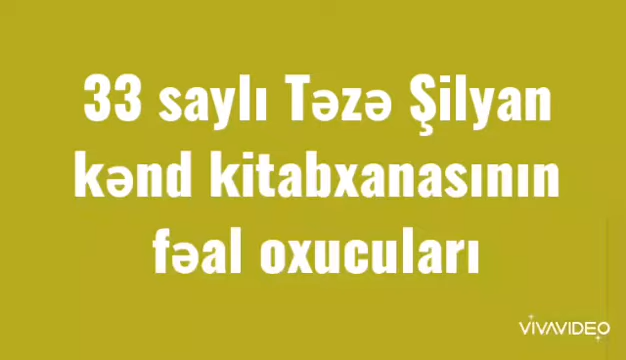 33 saylı Təzə Şilyan
kənd kitabxanasının
fəal oxucuları
VIVAVIDEO